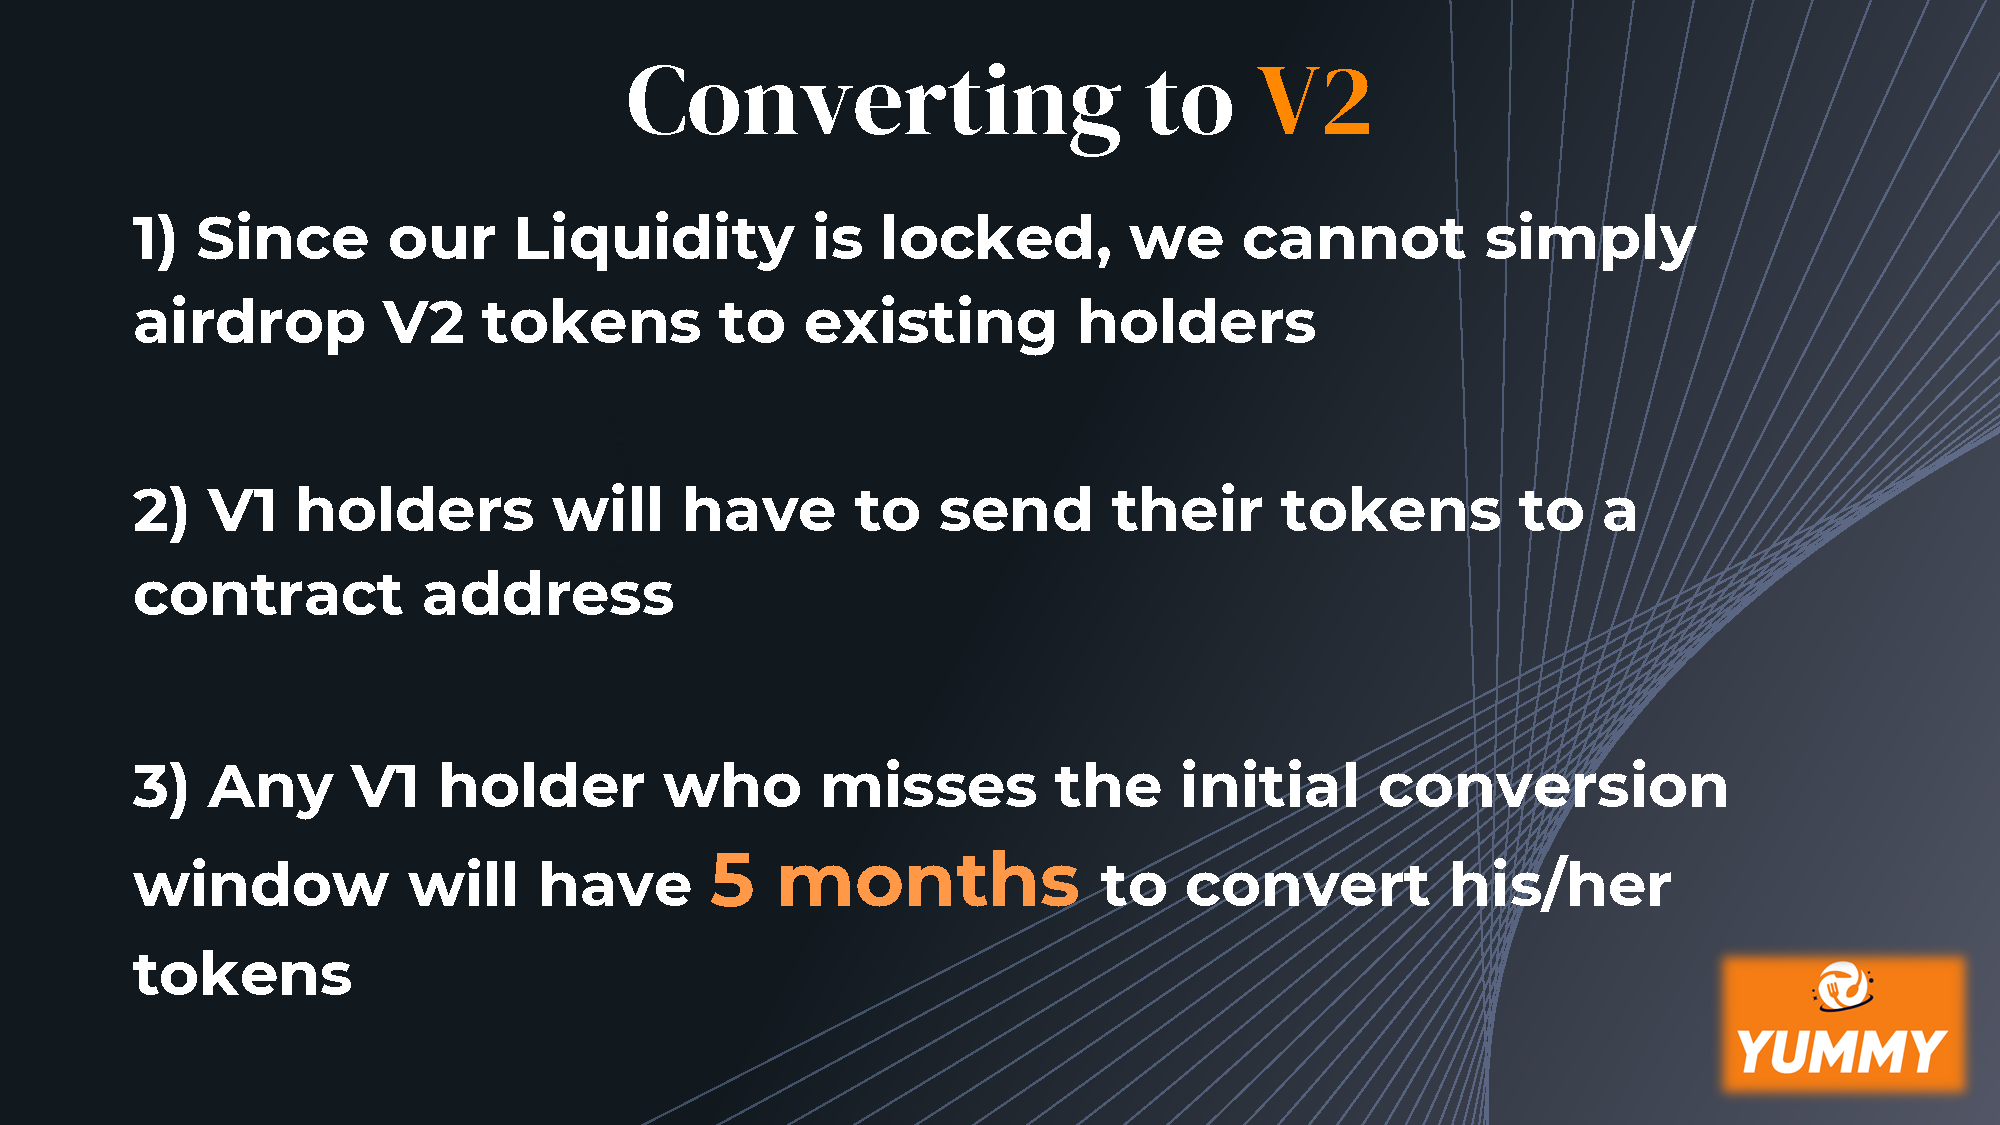 Converting to V2
1) Since our Liquidity is locked, we cannot simply
airdrop V2 tokens to existing holders
2) V1 holders will have to send their tokens to a
contract address
3) Any V1 holder who misses the initial conversion
window will have 5 months to convert his/her
tokens
YUMMY